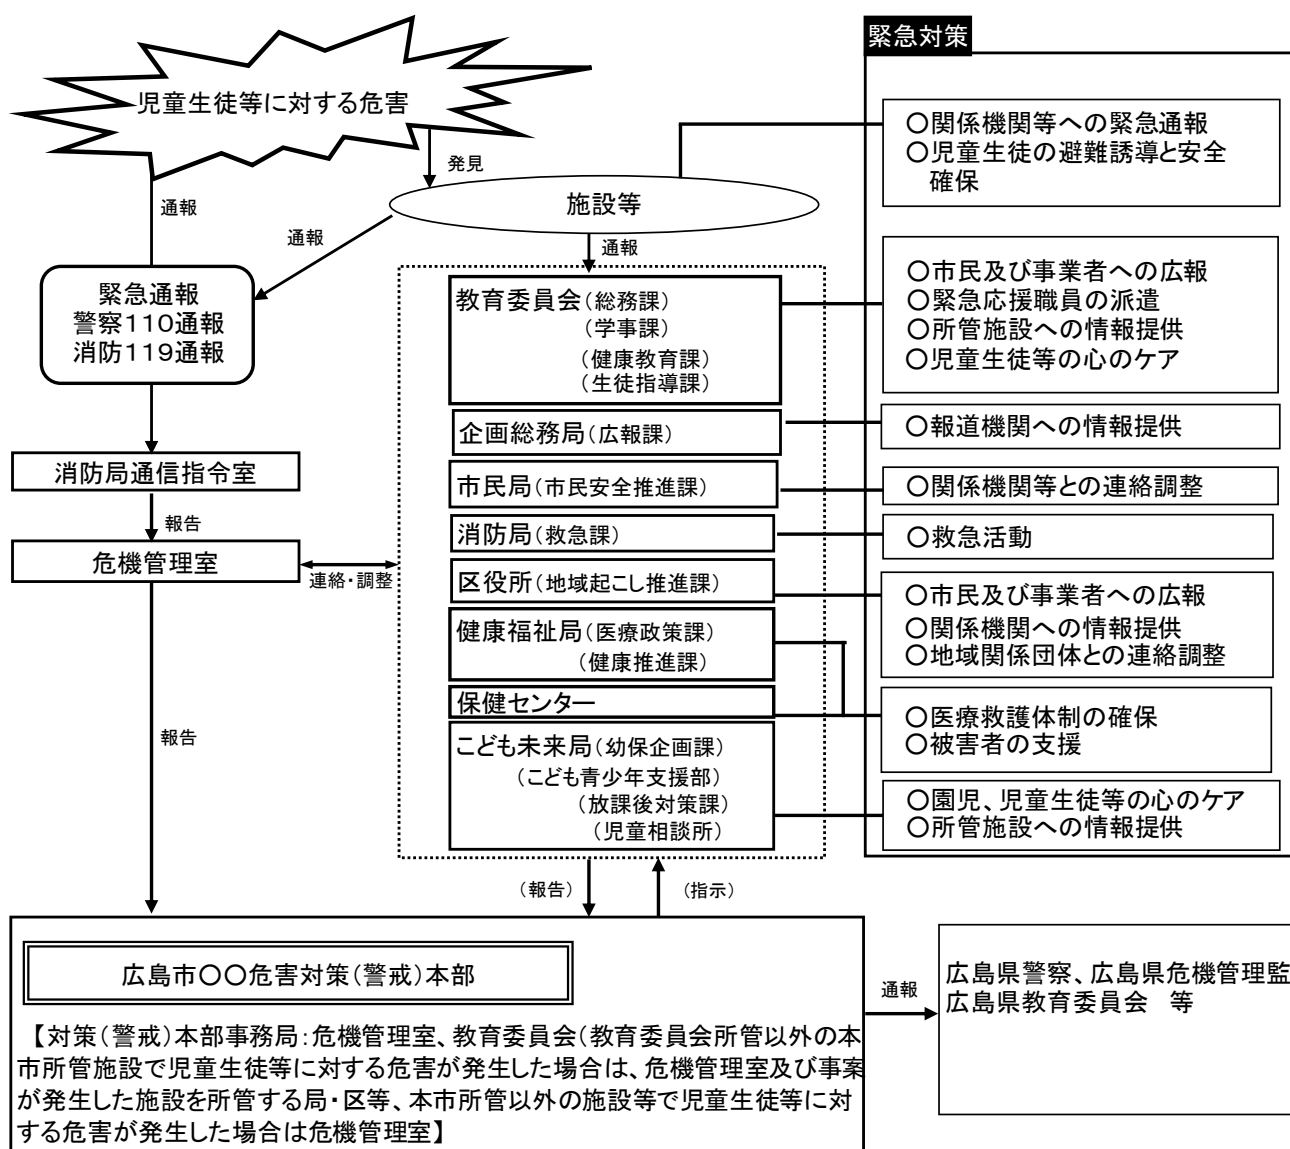 緊急対策
児童生徒等に対する危害
発見
通報
施設等
通報
通報
〇関係機関等への緊急通報
〇児童生徒の避難誘導と安全
確保
緊急通報
警察110通報
消防119通報
教育委員会(総務課)
(学事課)
(健康教育課)
(生徒指導課)
〇市民及び事業者への広報
〇緊急応援職員の派遣
〇所管施設への情報提供
〇児童生徒等の心のケア
企画総務局(広報課)
〇報道機関への情報提供
消防局通信指令室
市民局(市民安全推進課)
〇関係機関等との連絡調整
報告
消防局(救急課)
〇救急活動
危機管理室
連絡・調整
区役所(地域起こし推進課)
〇市民及び事業者への広報
〇関係機関への情報提供
〇地域関係団体との連絡調整
健康福祉局(医療政策課)
(健康推進課)
保健センター
〇医療救護体制の確保
〇被害者の支援
報告
こども未来局(幼保企画課)
(こども青少年支援部)
(放課後対策課)
(児童相談所)
〇園児、児童生徒等の心のケア
〇所管施設への情報提供
(報告)
(指示)
広島市〇〇危害対策(警戒)本部
【対策(警戒)本部事務局:危機管理室、教育委員会(教育委員会所管以外の本
市所管施設で児童生徒等に対する危害が発生した場合は、危機管理室及び事案
が発生した施設を所管する局・区等、本市所管以外の施設等で児童生徒等に対
する危害が発生した場合は危機管理室】
通報
広島県警察、広島県危機管理監
広島県教育委員会 等